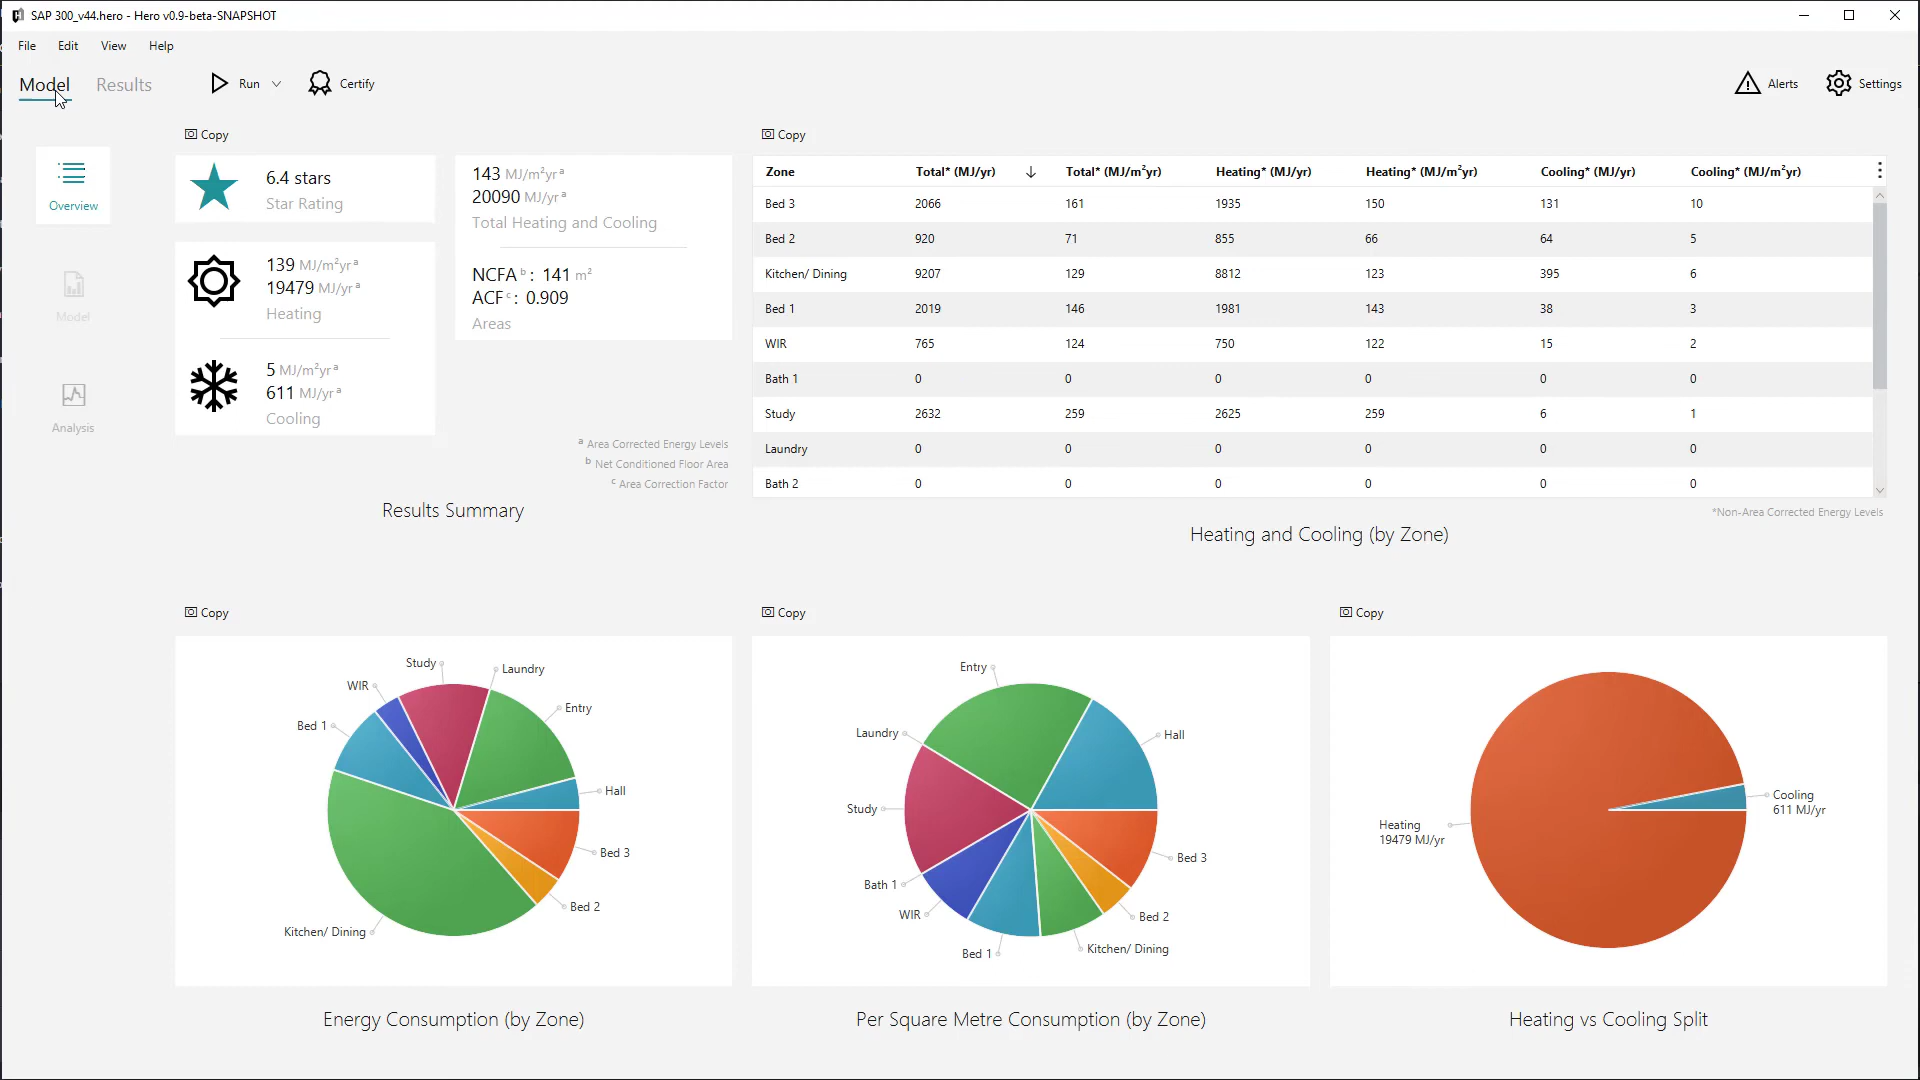 SAP 300_v44.hero - Hero v0.9-beta-SNAPSHOT
File Edit View Help
Model Results Run Certify Alerts Settings
Overview
Model
Analysis
Copy
6.4 stars
Star Rating
139 MJ/m²yr ᵃ
19479 MJ/yr ᵃ
Heating
5 MJ/m²yr ᵃ
611 MJ/yr ᵃ
Cooling
143 MJ/m²yr ᵃ
20090 MJ/yr ᵃ
Total Heating and Cooling
NCFA ᵇ : 141 m²
ACF ᶜ : 0.909
Areas
ᵃ Area Corrected Energy Levels
ᵇ Net Conditioned Floor Area
ᶜ Area Correction Factor
Results Summary
Copy
Zone Total* (MJ/yr) ↓ Total* (MJ/m²yr) Heating* (MJ/yr) Heating* (MJ/m²yr) Cooling* (MJ/yr) Cooling* (MJ/m²yr)
Bed 3 2066 161 1935 150 131 10
Bed 2 920 71 855 66 64 5
Kitchen/ Dining 9207 129 8812 123 395 6
Bed 1 2019 146 1981 143 38 3
WIR 765 124 750 122 15 2
Bath 1 0 0 0 0 0 0
Study 2632 259 2625 259 6 1
Laundry 0 0 0 0 0 0
Bath 2 0 0 0 0 0 0
*Non-Area Corrected Energy Levels
Heating and Cooling (by Zone)
Copy
Study
Laundry
WIR
Entry
Bed 1
Hall
Bed 3
Bed 2
Kitchen/ Dining
Energy Consumption (by Zone)
Copy
Entry
Laundry
Hall
Study
Bed 3
Bath 1
WIR
Bed 2
Kitchen/ Dining
Bed 1
Per Square Metre Consumption (by Zone)
Copy
Cooling
611 MJ/yr
Heating
19479 MJ/yr
Heating vs Cooling Split